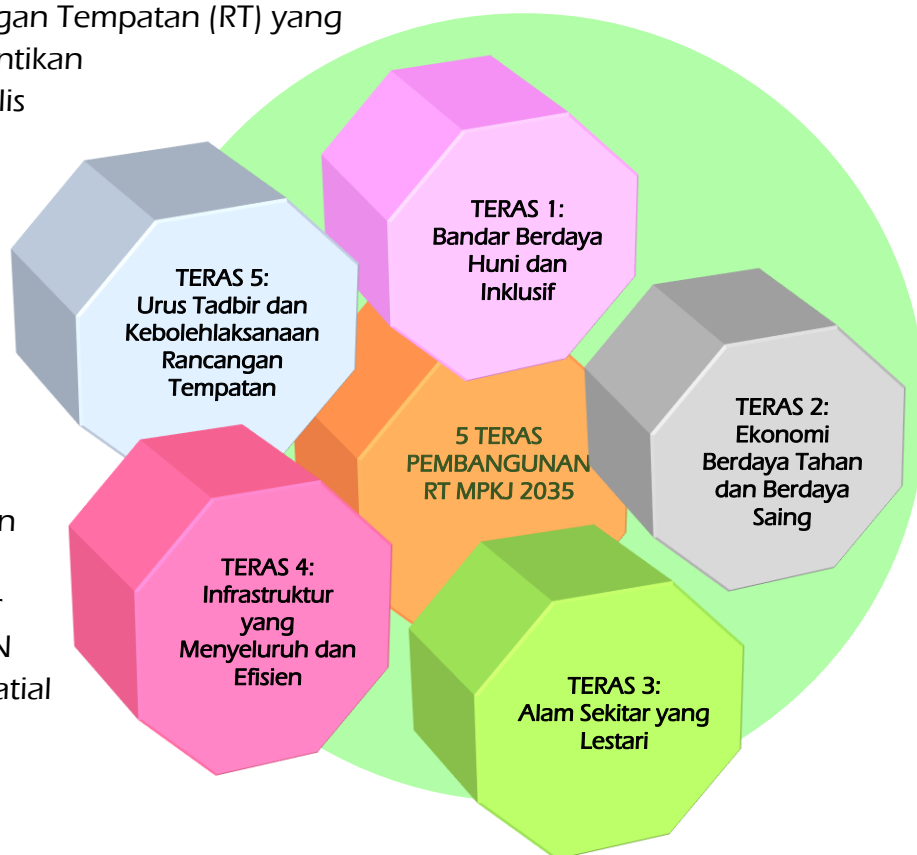 gan Tempatan (RT) yang
ntikan
lis
TERAS 1:
Bandar Berdaya
Huni dan
Inklusif
TERAS 5:
Urus Tadbir dan
Kebolehlaksanaan
Rancangan
Tempatan
TERAS 2:
Ekonomi
Berdaya Tahan
dan Berdaya
Saing
5 TERAS
PEMBANGUNAN
RT MPKJ 2035
n
N
atial
TERAS 4:
Infrastruktur
yang
Menyeluruh dan
Efisien
TERAS 3:
Alam Sekitar yang
Lestari